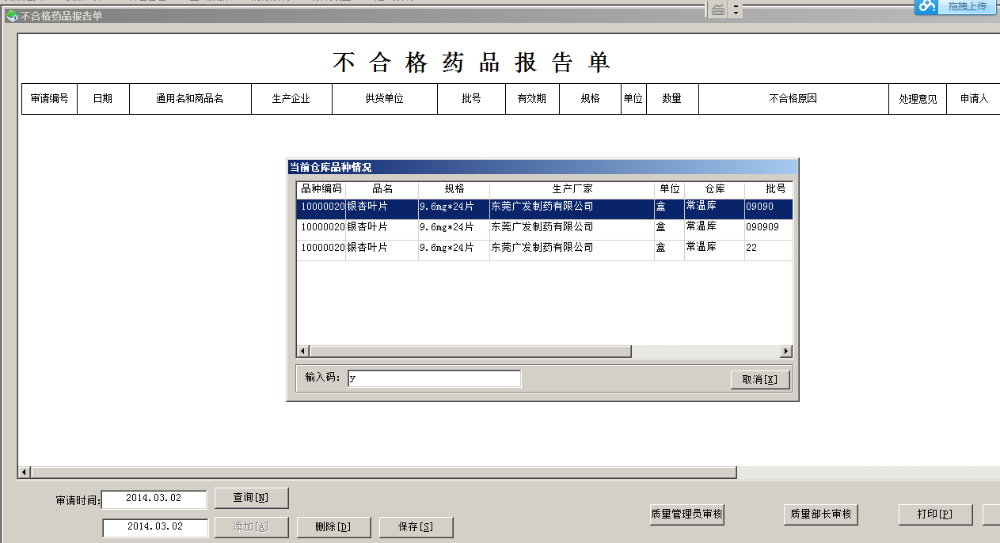 不合格药品报告单
拖拽上传
不合格药品报告单
审请编号 日期 通用名和商品名 生产企业 供货单位 批号 有效期 规格 单位 数量 不合格原因 处理意见 申请人
当前仓库品种情况
品种编码 品名 规格 生产厂家 单位 仓库 批号
10000020 银杏叶片 9.6mg*24片 东莞广发制药有限公司 盒 常温库 09090
10000020 银杏叶片 9.6mg*24片 东莞广发制药有限公司 盒 常温库 090909
10000020 银杏叶片 9.6mg*24片 东莞广发制药有限公司 盒 常温库 22
输入码: y 取消[X]
审请时间: 2014.03.02 查询[N]
质量管理员审核 质量部长审核 打印[P]
2014.03.02 添加[A] 删除[D] 保存[S]